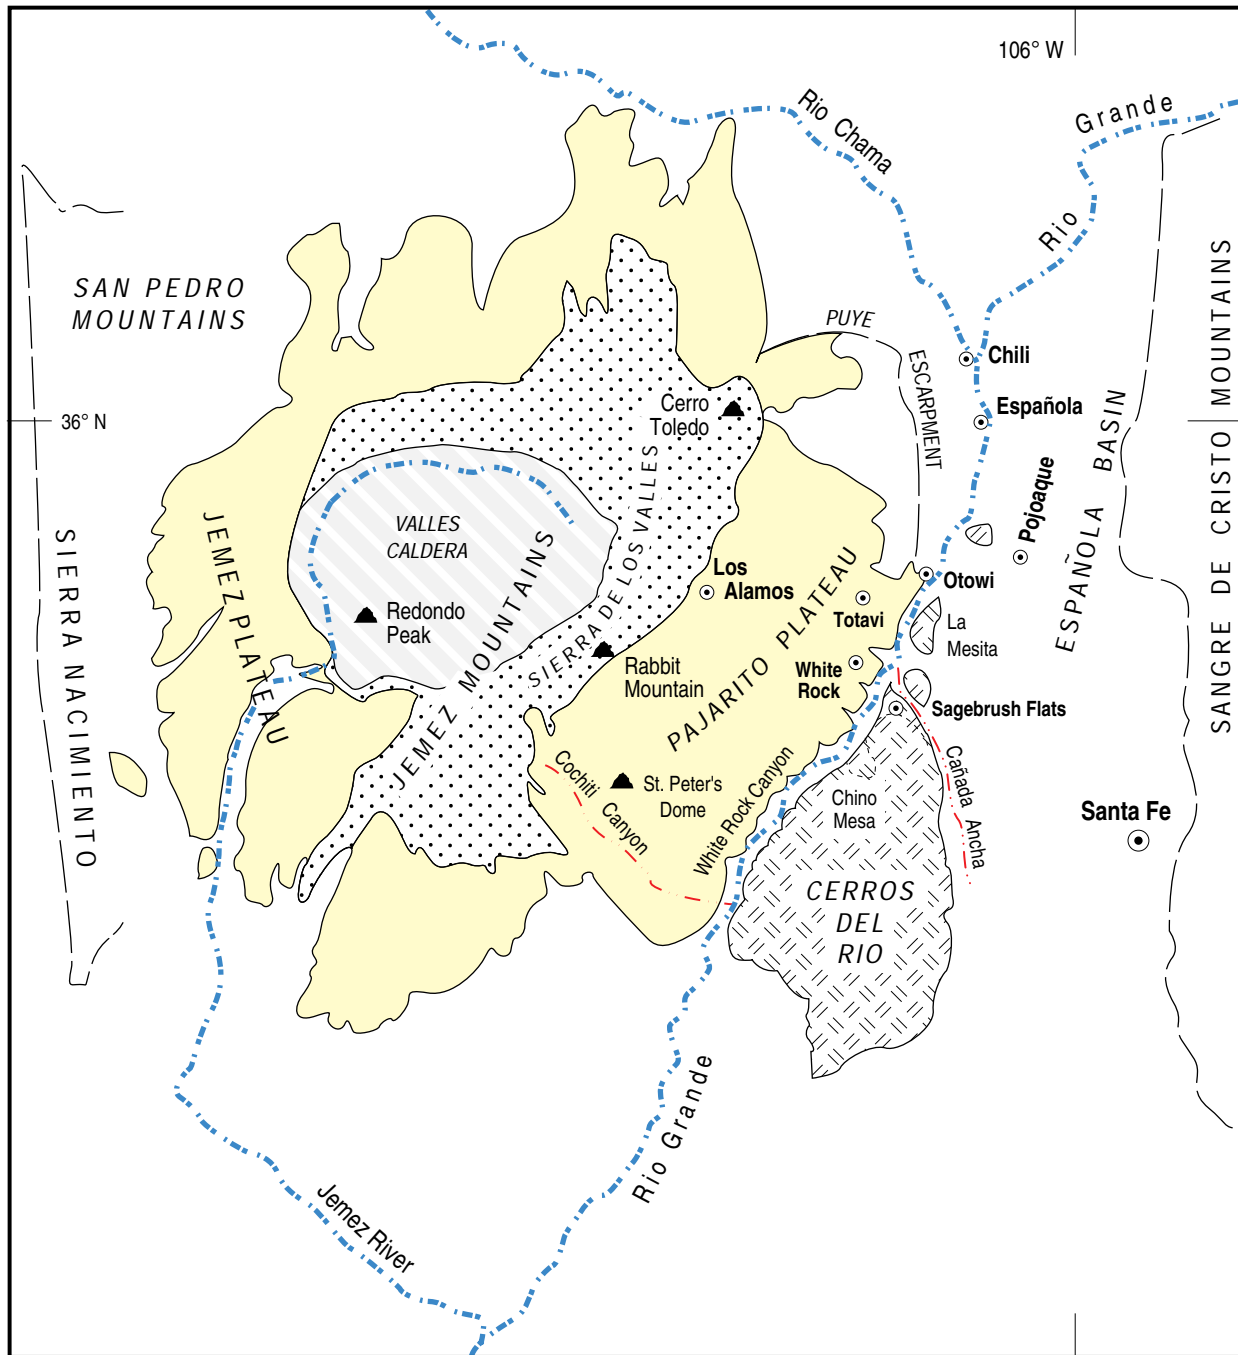 106° W
Rio Chama
Rio Grande
SAN PEDRO
MOUNTAINS
PUYE
ESCARPMENT
Chili
Española
36° N
Cerro
Toledo
VALLES
CALDERA
Redondo
Peak
JEMEZ PLATEAU
SIERRA NACIMIENTO
JEMEZ MOUNTAINS
SIERRA DE LOS VALLES
Los
Alamos
Rabbit
Mountain
PAJARITO PLATEAU
Totavi
White
Rock
Otowi
Pojoaque
ESPAÑOLA BASIN
SANGRE DE CRISTO MOUNTAINS
La
Mesita
Sagebrush Flats
Cochiti Canyon
St. Peter's
Dome
White Rock Canyon
Chino
Mesa
Cañada Ancha
Santa Fe
CERROS
DEL
RIO
Rio Grande
Jemez River